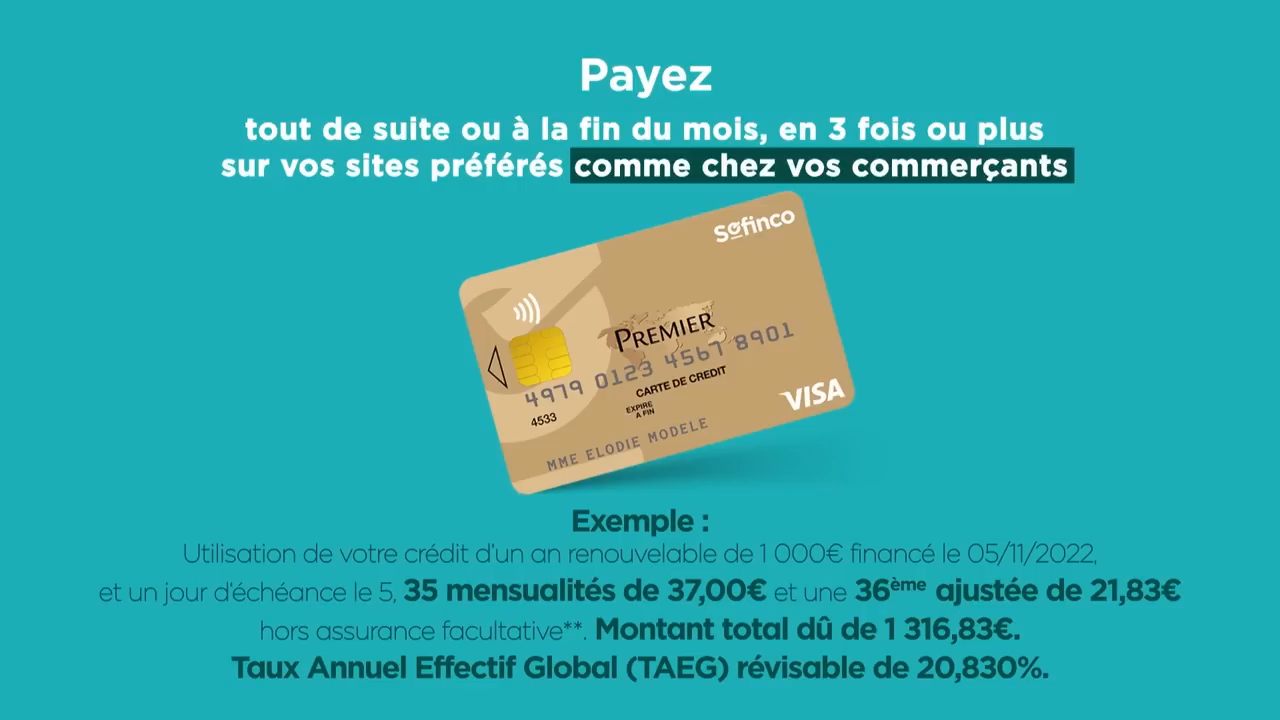 Payez
tout de suite ou à la fin du mois, en 3 fois ou plus
sur vos sites préférés comme chez vos commerçants
Sofinco
PREMIER
4979 0123 4567 8901
CARTE DE CREDIT
4533
EXPIRE
A FIN
VISA
MME ELODIE MODELE
Exemple :
Utilisation de votre crédit d'un an renouvelable de 1 000€ financé le 05/11/2022,
et un jour d'échéance le 5, 35 mensualités de 37,00€ et une 36ème ajustée de 21,83€
hors assurance facultative**. Montant total dû de 1 316,83€.
Taux Annuel Effectif Global (TAEG) révisable de 20,830%.